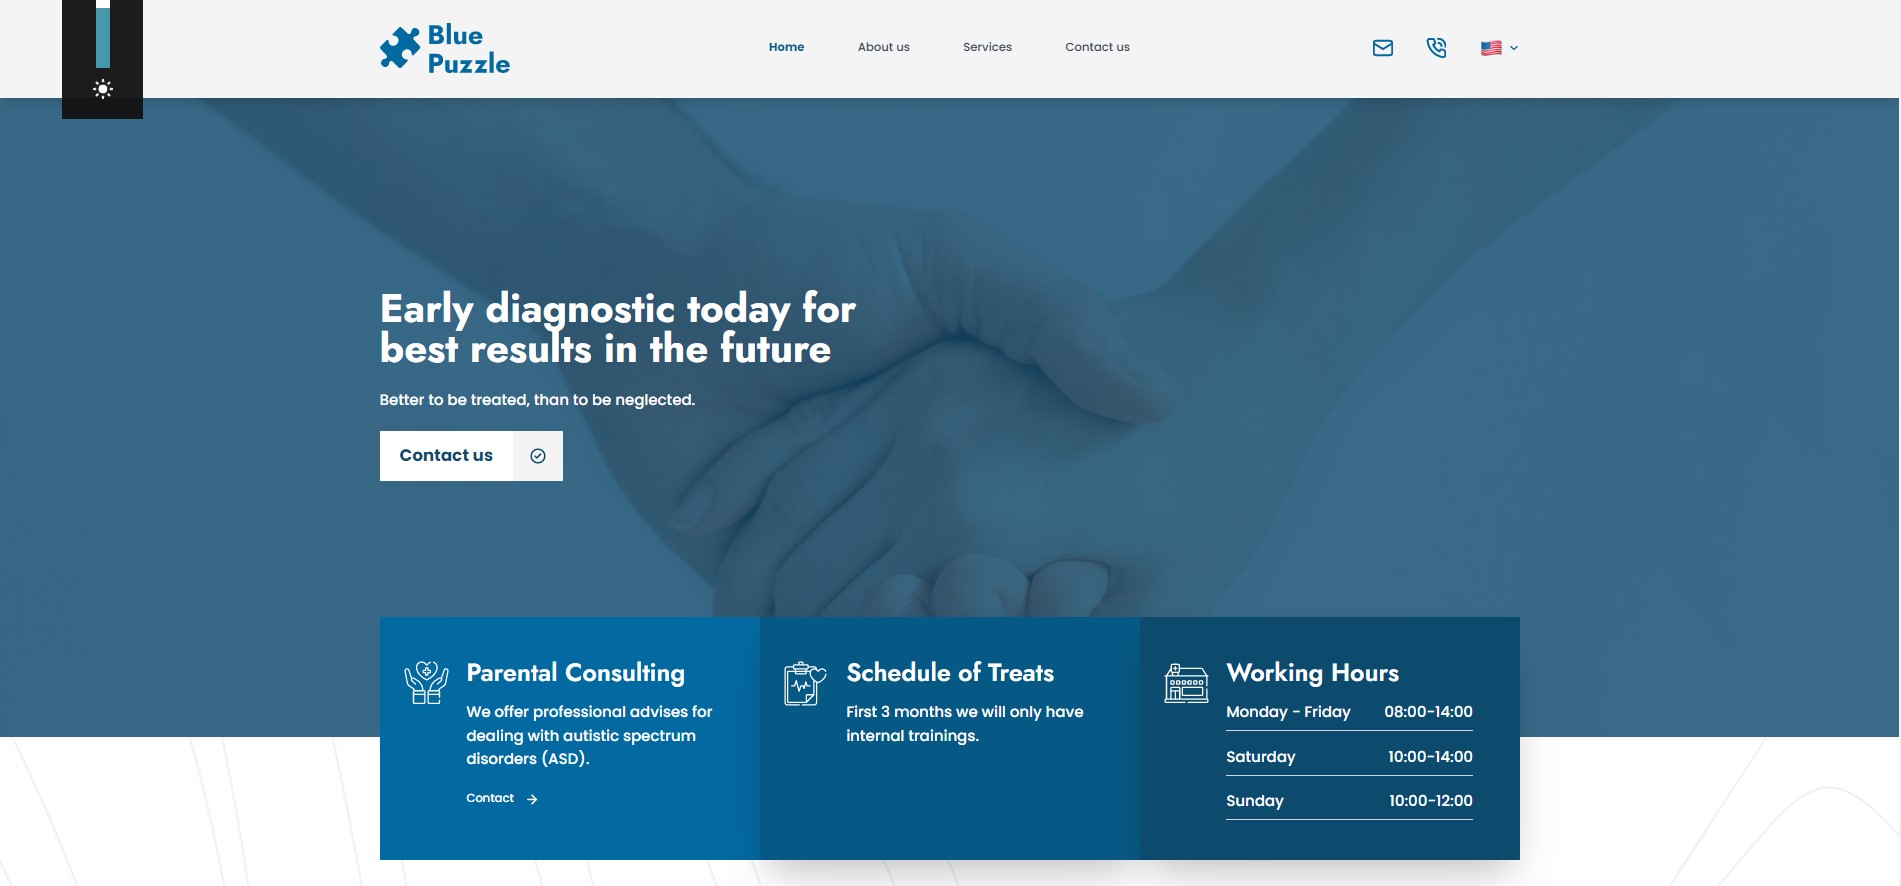 Blue
Puzzle
Home
About us
Services
Contact us
Early diagnostic today for
best results in the future
Better to be treated, than to be neglected.
Contact us
Parental Consulting
We offer professional advises for
dealing with autistic spectrum
disorders (ASD).
Contact
Schedule of Treats
First 3 months we will only have
internal trainings.
Working Hours
Monday - Friday 08:00-14:00
Saturday 10:00-14:00
Sunday 10:00-12:00